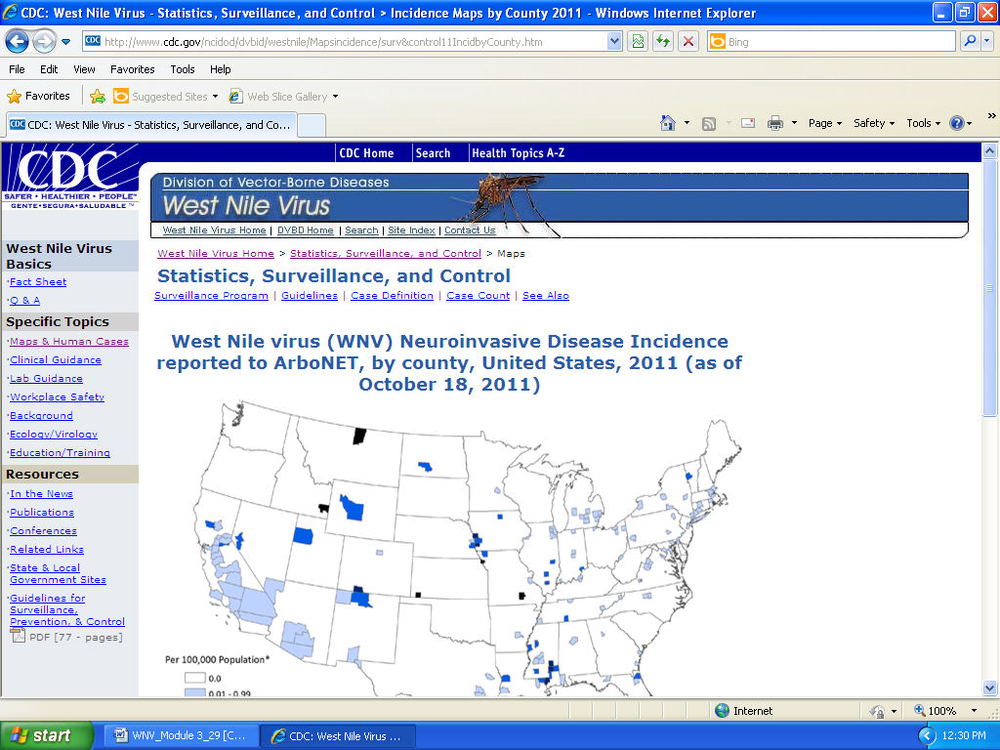 CDC: West Nile Virus - Statistics, Surveillance, and Control > Incidence Maps by County 2011 - Windows Internet Explorer
http://www.cdc.gov/ncidod/dvbid/westnile/Mapsincidence/surv&control11IncidbyCounty.htm
Bing
File Edit View Favorites Tools Help
Favorites Suggested Sites Web Slice Gallery
CDC: West Nile Virus - Statistics, Surveillance, and Co...
Page Safety Tools
CDC Home Search Health Topics A-Z
CDC
SAFER • HEALTHIER • PEOPLE™
GENTE•SEGURA•SALUDABLE™
Division of Vector-Borne Diseases
West Nile Virus
West Nile Virus Home | DVBD Home | Search | Site Index | Contact Us
West Nile Virus Basics
Fact Sheet
Q & A
Specific Topics
Maps & Human Cases
Clinical Guidance
Lab Guidance
Workplace Safety
Background
Ecology/Virology
Education/Training
Resources
In the News
Publications
Conferences
Related Links
State & Local
Government Sites
Guidelines for
Surveillance,
Prevention, & Control
PDF [77 - pages]
West Nile Virus Home > Statistics, Surveillance, and Control > Maps
Statistics, Surveillance, and Control
Surveillance Program | Guidelines | Case Definition | Case Count | See Also
West Nile virus (WNV) Neuroinvasive Disease Incidence
reported to ArboNET, by county, United States, 2011 (as of
October 18, 2011)
Per 100,000 Population*
0.0
0.01 - 0.99
Internet 100%
start WNV_Module 3_29 [C... CDC: West Nile Virus ... 12:30 PM